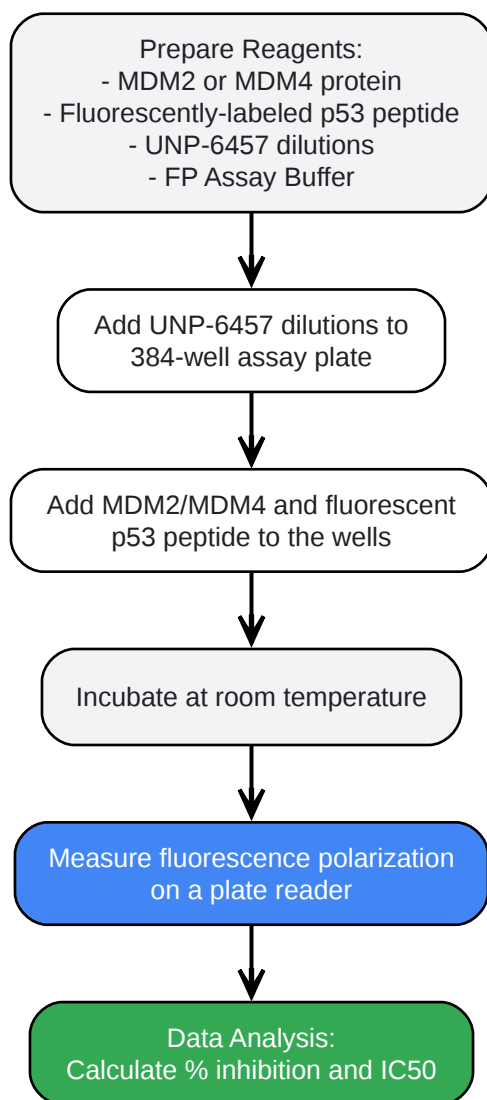 Prepare Reagents:
- MDM2 or MDM4 protein
- Fluorescently-labeled p53 peptide
- UNP-6457 dilutions
- FP Assay Buffer
Add UNP-6457 dilutions to
384-well assay plate
Add MDM2/MDM4 and fluorescent
p53 peptide to the wells
Incubate at room temperature
Measure fluorescence polarization
on a plate reader
Data Analysis:
Calculate % inhibition and IC50